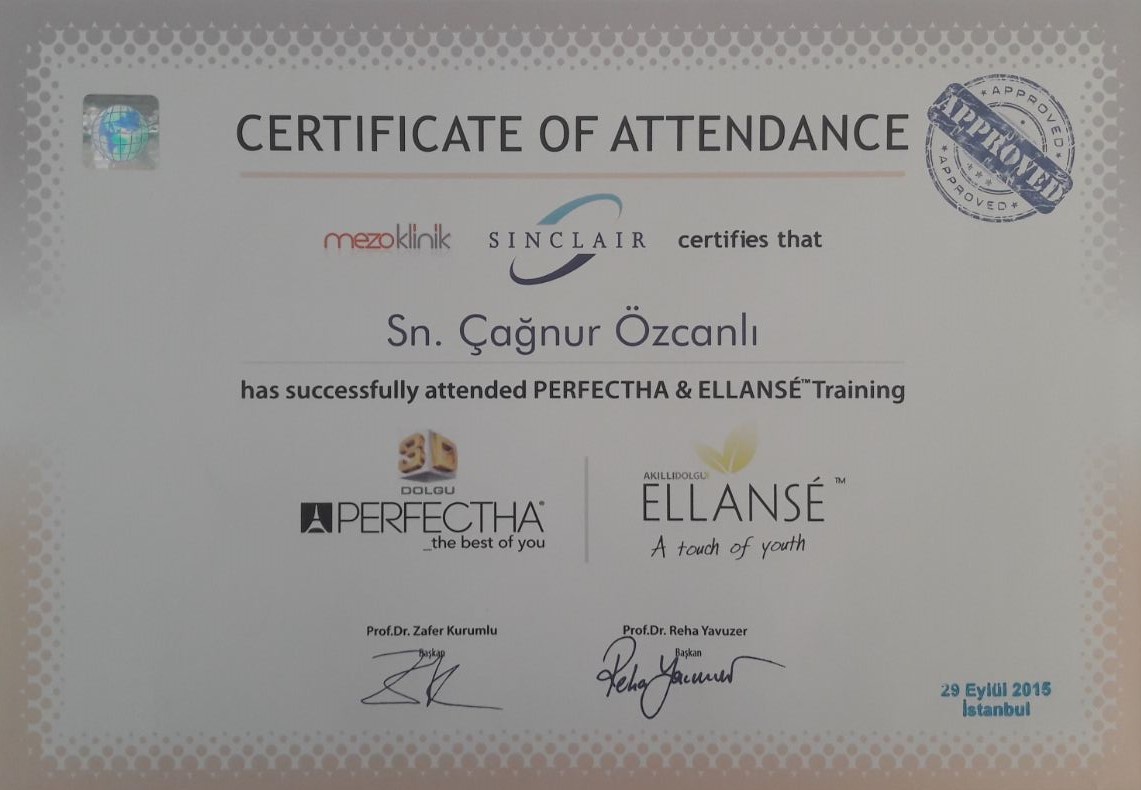 CERTIFICATE OF ATTENDANCE
APPROVED
APPROVED
APPROVED
mezoklinik SINCLAIR certifies that
Sn. Çağnur Özcanlı
has successfully attended PERFECTHA & ELLANSÉ™ Training
3D
DOLGU
PERFECTHA®
_the best of you
AKILLIDOLGU
ELLANSÉ™
A touch of youth
Prof.Dr. Zafer Kurumlu
Başkan
Prof.Dr. Reha Yavuzer
Başkan
Reha Yavuzer
29 Eylül 2015
İstanbul